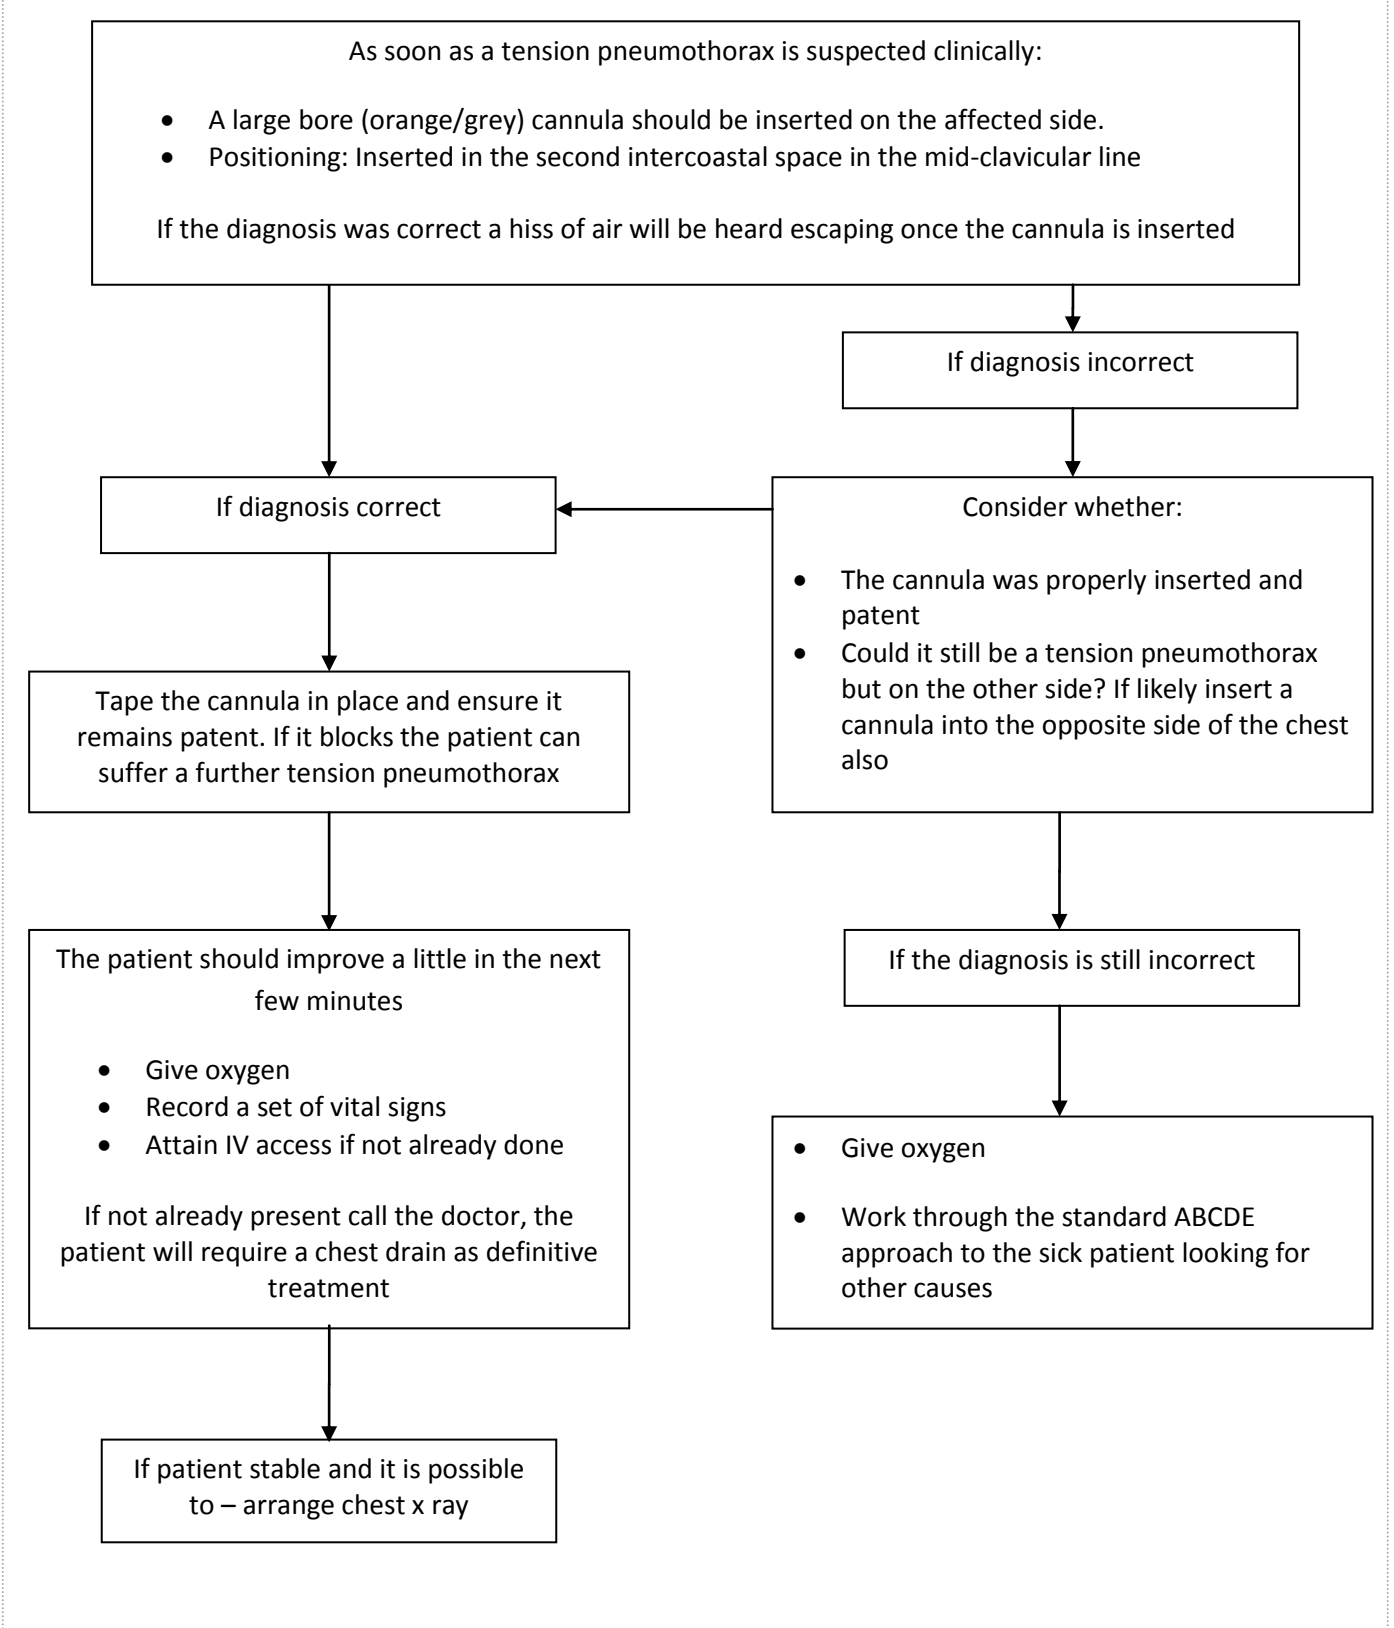 As soon as a tension pneumothorax is suspected clinically:
• A large bore (orange/grey) cannula should be inserted on the affected side.
• Positioning: Inserted in the second intercoastal space in the mid-clavicular line
If the diagnosis was correct a hiss of air will be heard escaping once the cannula is inserted
If diagnosis incorrect
If diagnosis correct
Consider whether:
• The cannula was properly inserted and
patent
• Could it still be a tension pneumothorax
but on the other side? If likely insert a
cannula into the opposite side of the chest
also
Tape the cannula in place and ensure it
remains patent. If it blocks the patient can
suffer a further tension pneumothorax
The patient should improve a little in the next
few minutes
• Give oxygen
• Record a set of vital signs
• Attain IV access if not already done
If not already present call the doctor, the
patient will require a chest drain as definitive
treatment
If the diagnosis is still incorrect
• Give oxygen
• Work through the standard ABCDE
approach to the sick patient looking for
other causes
If patient stable and it is possible
to – arrange chest x ray